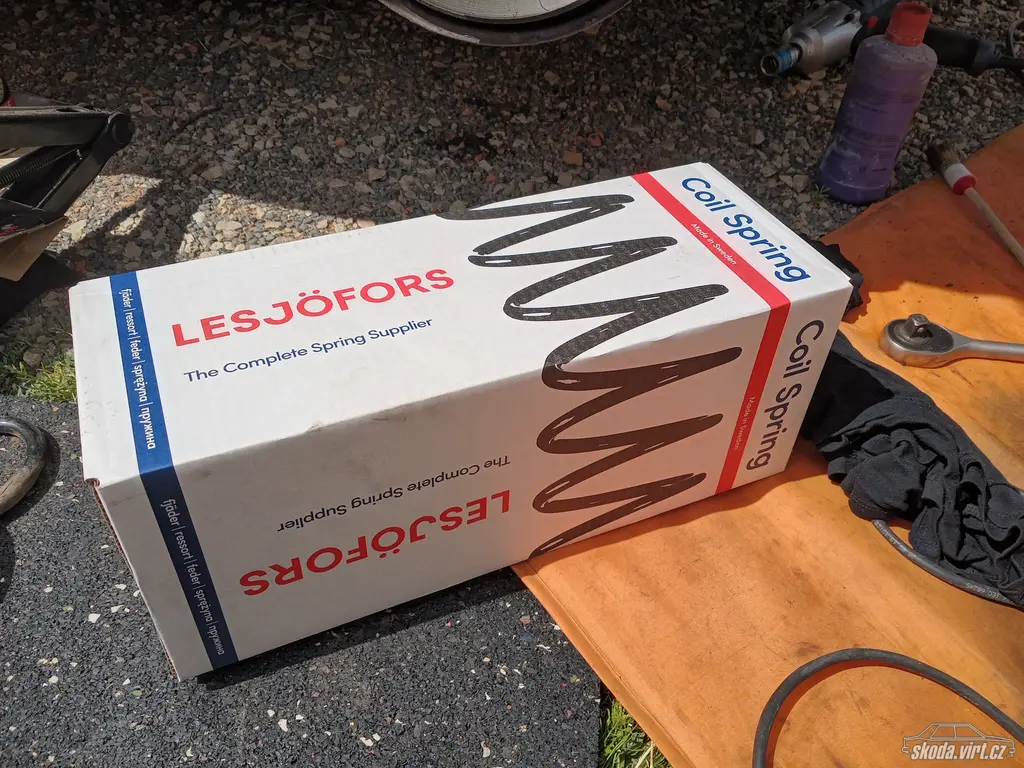 Coil Spring
Made in Sweden
LESJÖFORS
The Complete Spring Supplier
fjäder | ressort | feder | sprężyna | пружина
Coil Spring
Made in Sweden
The Complete Spring Supplier
LESJÖFORS
fjäder | ressort | feder | sprężyna | пружина
skoda.virt.cz